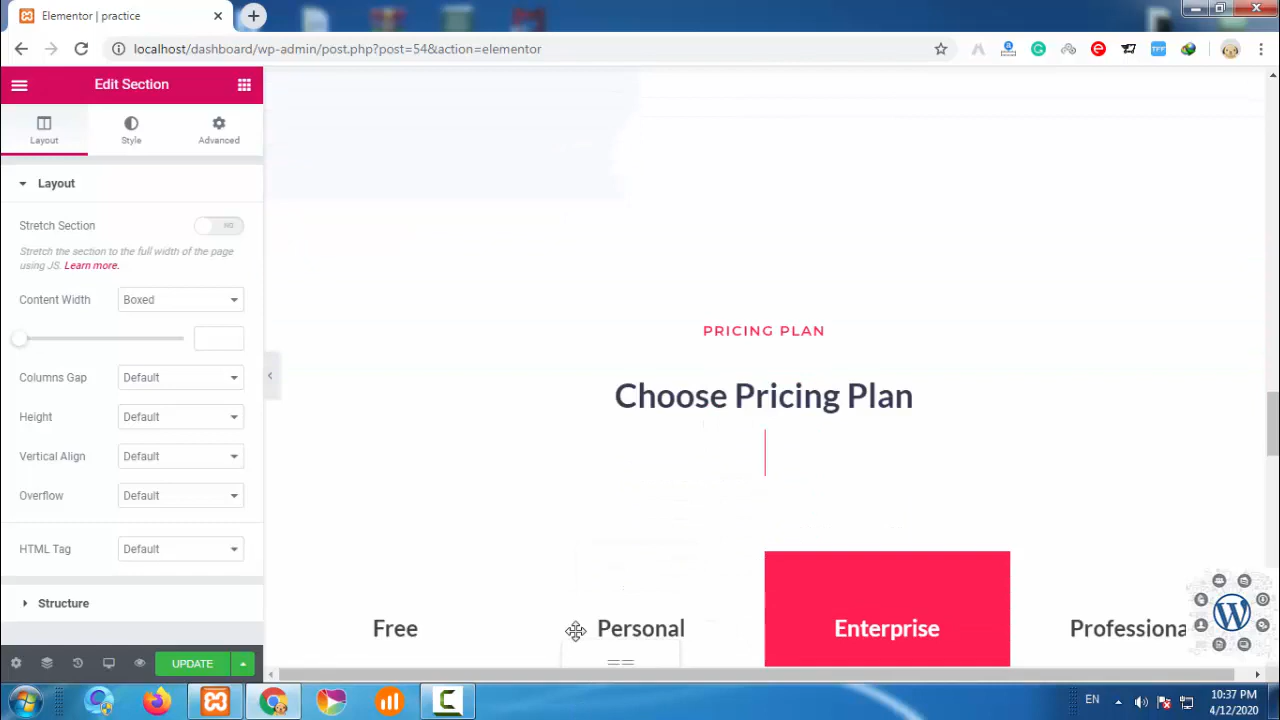 Elementor | practice
localhost/dashboard/wp-admin/post.php?post=54&action=elementor
Edit Section
Layout
Style
Advanced
Layout
Stretch Section
NO
Stretch the section to the full width of the page
using JS. Learn more.
Content Width
Boxed
Columns Gap
Default
Height
Default
Vertical Align
Default
Overflow
Default
HTML Tag
Default
Structure
UPDATE
PRICING PLAN
Choose Pricing Plan
Free
Personal
Enterprise
Professiona
EN
10:37 PM
4/12/2020